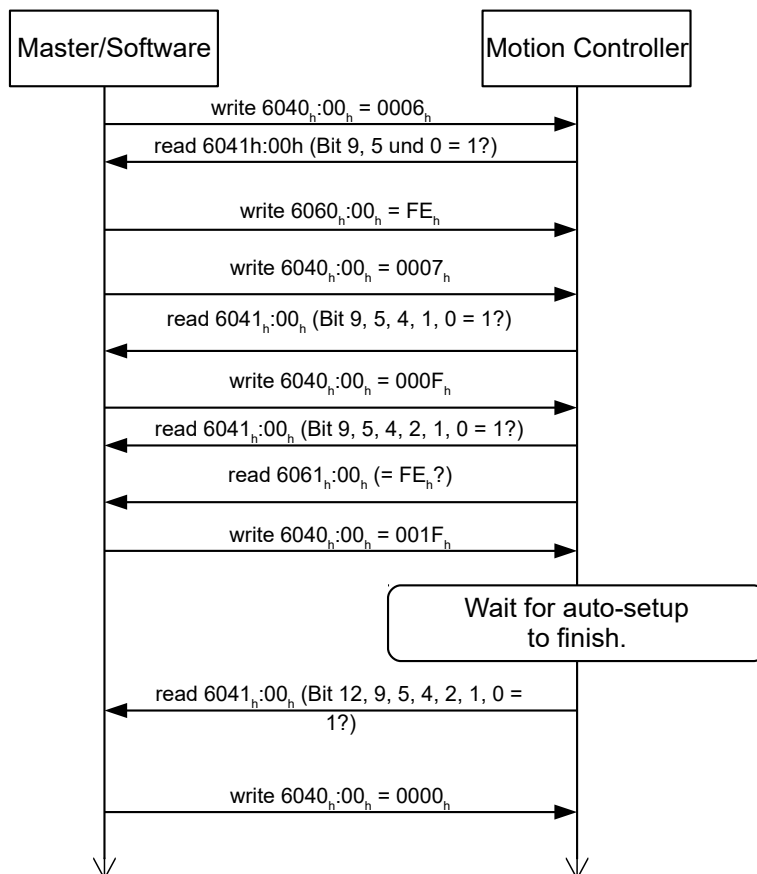 Master/Software
Motion Controller
write 6040h:00h = 0006h
read 6041h:00h (Bit 9, 5 und 0 = 1?)
write 6060h:00h = FEh
write 6040h:00h = 0007h
read 6041h:00h (Bit 9, 5, 4, 1, 0 = 1?)
write 6040h:00h = 000Fh
read 6041h:00h (Bit 9, 5, 4, 2, 1, 0 = 1?)
read 6061h:00h (= FEh?)
write 6040h:00h = 001Fh
Wait for auto-setup
to finish.
read 6041h:00h (Bit 12, 9, 5, 4, 2, 1, 0 =
1?)
write 6040h:00h = 0000h